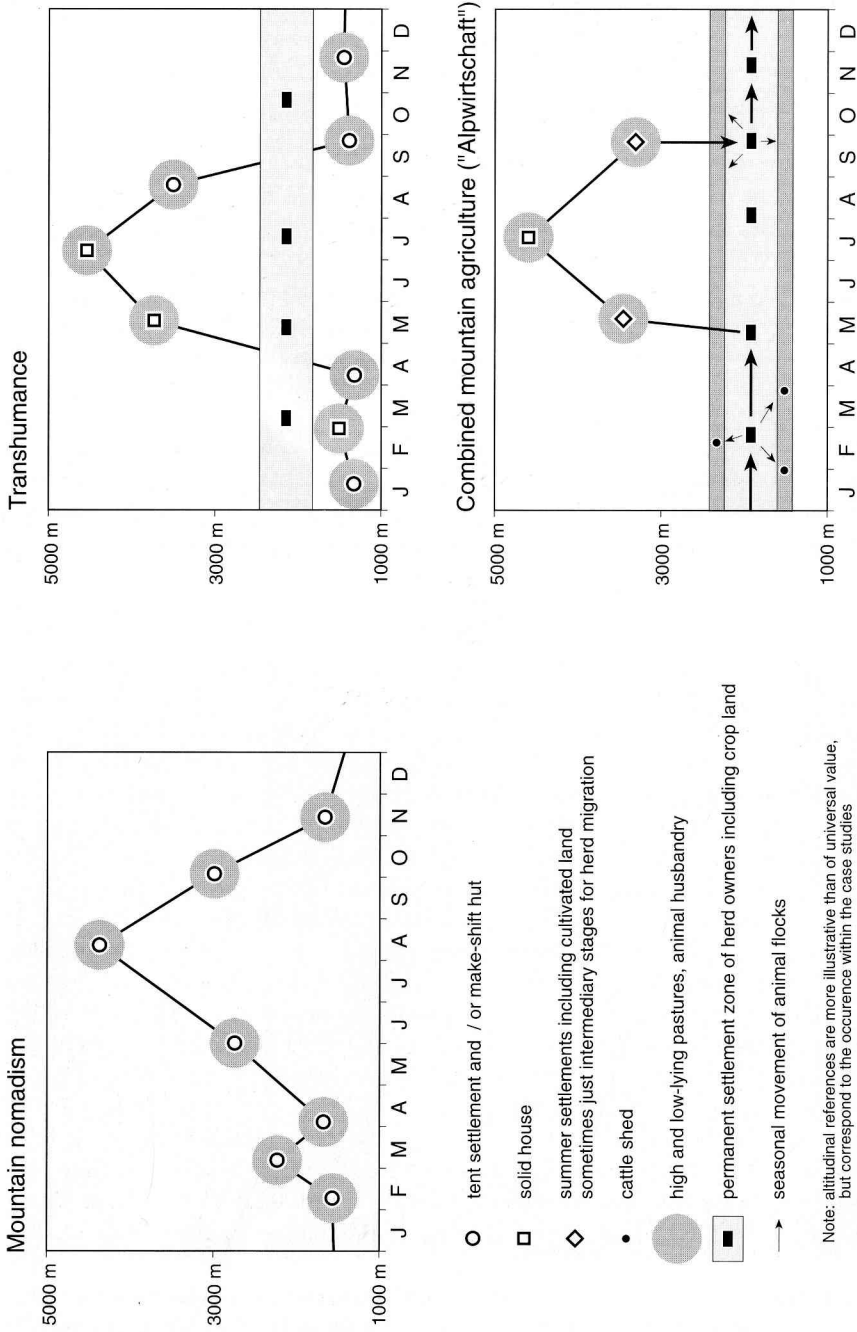 Mountain nomadism
5000 m
3000 m
1000 m
J F M A M J J A S O N D
Transhumance
5000 m
3000 m
1000 m
J F M A M J J A S O N D
tent settlement and / or make-shift hut
solid house
summer settlements including cultivated land
sometimes just intermediary stages for herd migration
cattle shed
high and low-lying pastures, animal husbandry
permanent settlement zone of herd owners including crop land
seasonal movement of animal flocks
Note: altitudinal references are more illustrative than of universal value,
but correspond to the occurence within the case studies
Combined mountain agriculture ("Alpwirtschaft")
5000 m
3000 m
1000 m
J F M A M J J A S O N D